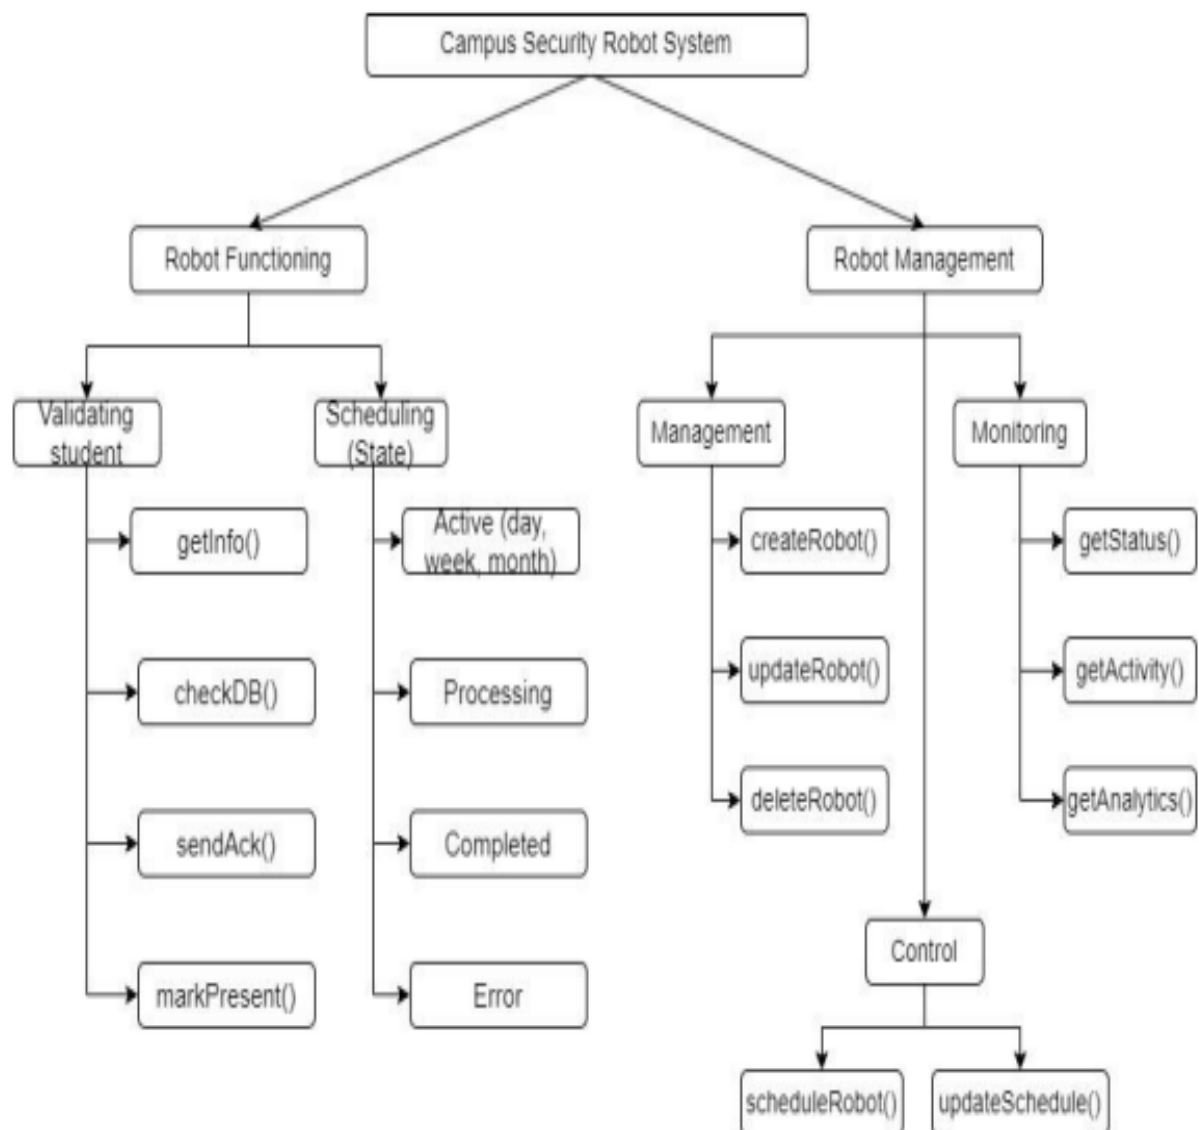 Campus Security Robot System
Robot Functioning
Robot Management
Validating
student
Scheduling
(State)
Management
Monitoring
getInfo()
Active (day,
week, month)
createRobot()
getStatus()
checkDB()
Processing
updateRobot()
getActivity()
sendAck()
Completed
deleteRobot()
getAnalytics()
markPresent()
Error
Control
scheduleRobot()
updateSchedule()